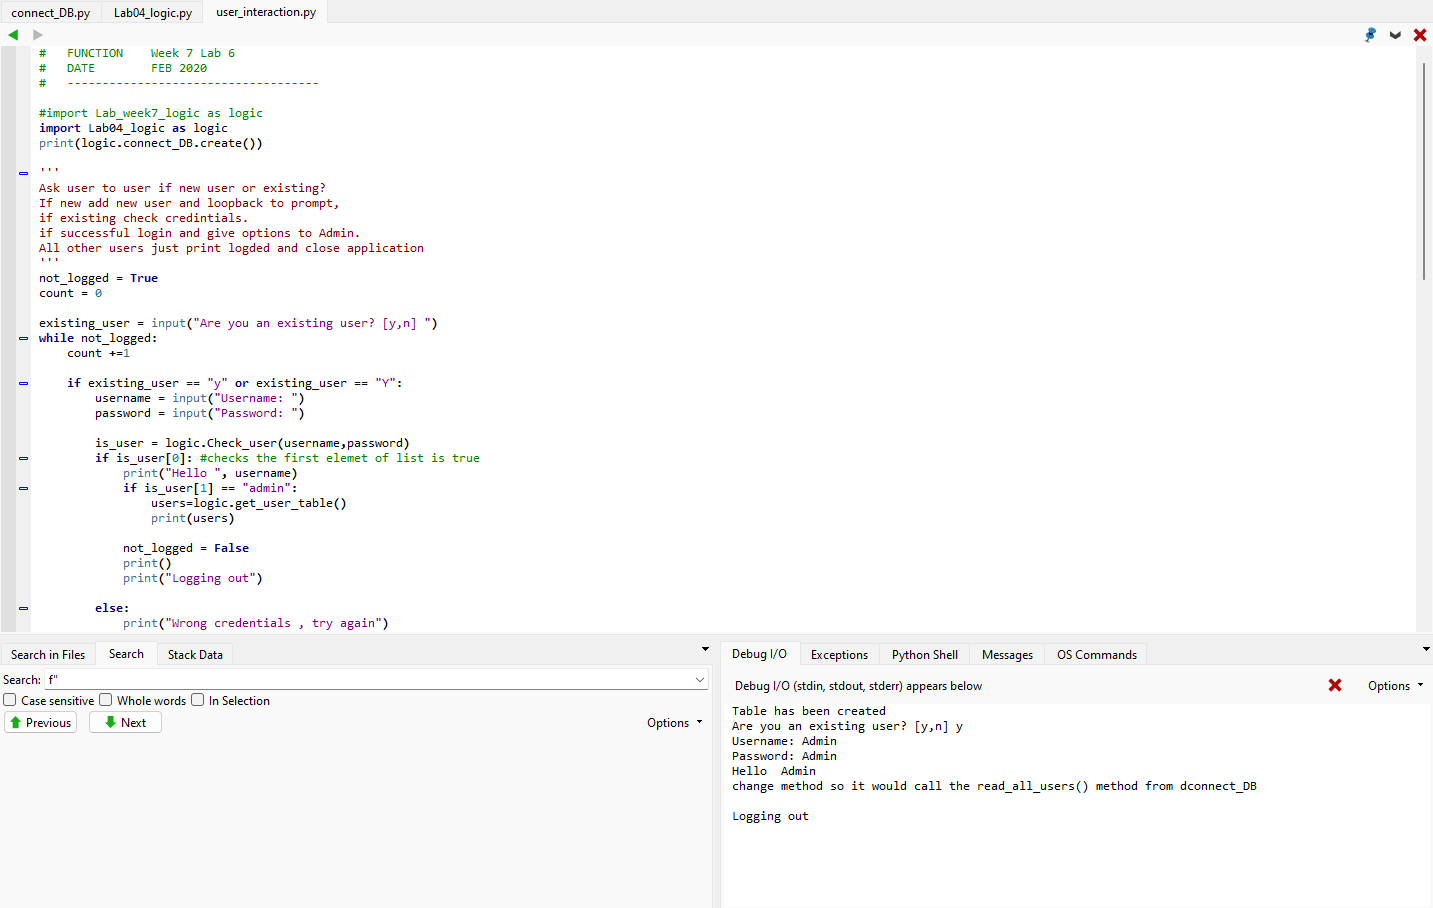 connect_DB.py Lab04_logic.py user_interaction.py
# FUNCTION Week 7 Lab 6
# DATE FEB 2020
# ------------------------------------
#import Lab_week7_logic as logic
import Lab04_logic as logic
print(logic.connect_DB.create())
'''
Ask user to user if new user or existing?
If new add new user and loopback to prompt,
if existing check credintials.
if successful login and give options to Admin.
All other users just print logded and close application
'''
not_logged = True
count = 0
existing_user = input("Are you an existing user? [y,n] ")
while not_logged:
count +=1
if existing_user == "y" or existing_user == "Y":
username = input("Username: ")
password = input("Password: ")
is_user = logic.Check_user(username,password)
if is_user[0]: #checks the first elemet of list is true
print("Hello ", username)
if is_user[1] == "admin":
users=logic.get_user_table()
print(users)
not_logged = False
print()
print("Logging out")
else:
print("Wrong credentials , try again")
Search in Files Search Stack Data
Search: f"
Case sensitive Whole words In Selection
Previous Next Options
Debug I/O Exceptions Python Shell Messages OS Commands
Debug I/O (stdin, stdout, stderr) appears below Options
Table has been created
Are you an existing user? [y,n] y
Username: Admin
Password: Admin
Hello  Admin
change method so it would call the read_all_users() method from dconnect_DB
Logging out